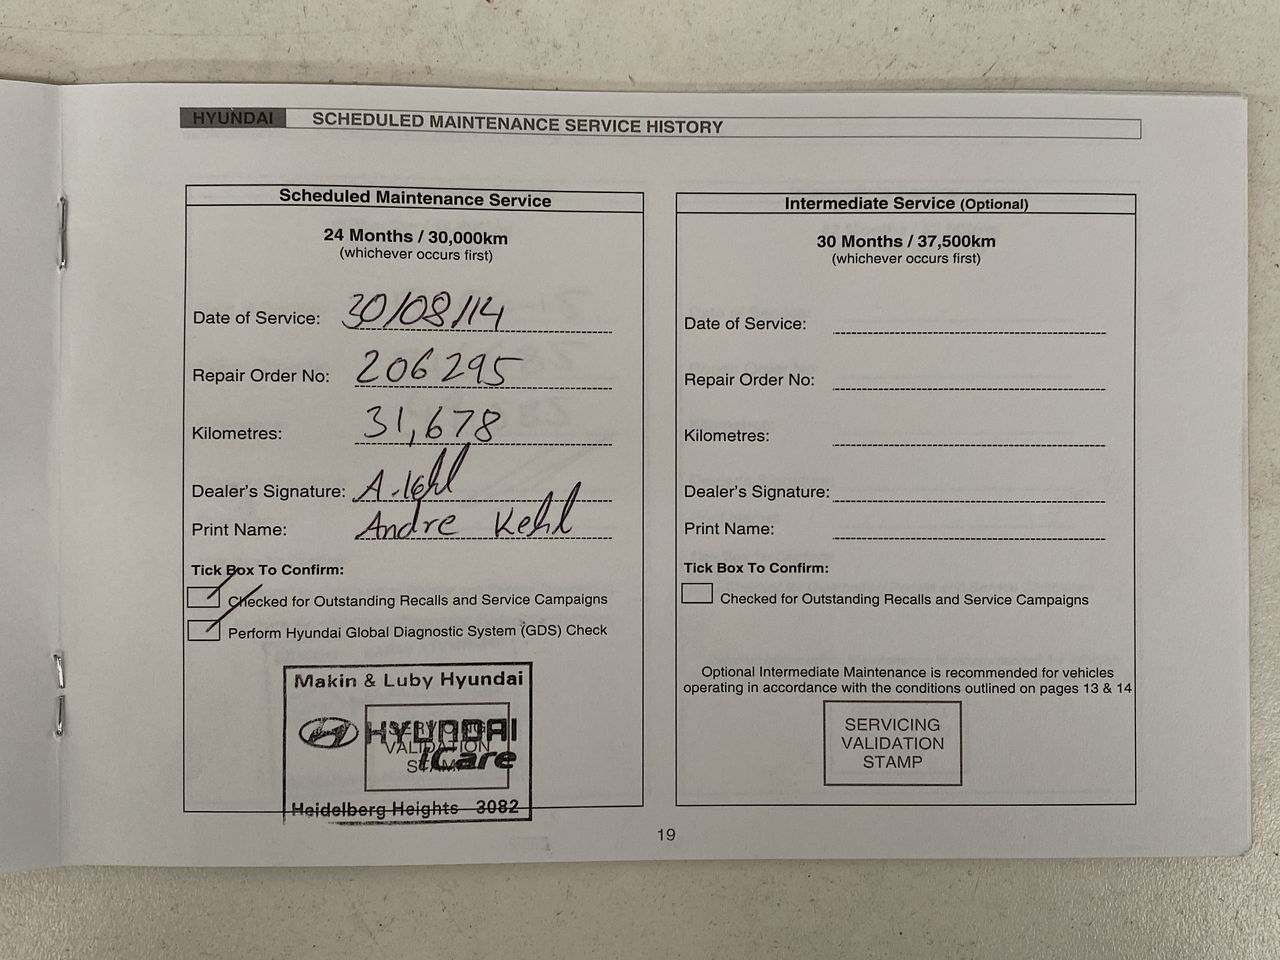 HYUNDAI SCHEDULED MAINTENANCE SERVICE HISTORY
Scheduled Maintenance Service
24 Months / 30,000km
(whichever occurs first)
Date of Service: 30/08/14
Repair Order No: 206295
Kilometres: 31,678
Dealer's Signature: A. Kehl
Print Name: Andre Kehl
Tick Box To Confirm:
Checked for Outstanding Recalls and Service Campaigns
Perform Hyundai Global Diagnostic System (GDS) Check
Makin & Luby Hyundai
HYUNDAI
iCare
SERVICING
VALIDATION
STAMP
Heidelberg Heights 3082
Intermediate Service (Optional)
30 Months / 37,500km
(whichever occurs first)
Date of Service:
Repair Order No:
Kilometres:
Dealer's Signature:
Print Name:
Tick Box To Confirm:
Checked for Outstanding Recalls and Service Campaigns
Optional Intermediate Maintenance is recommended for vehicles
operating in accordance with the conditions outlined on pages 13 & 14
SERVICING
VALIDATION
STAMP
19